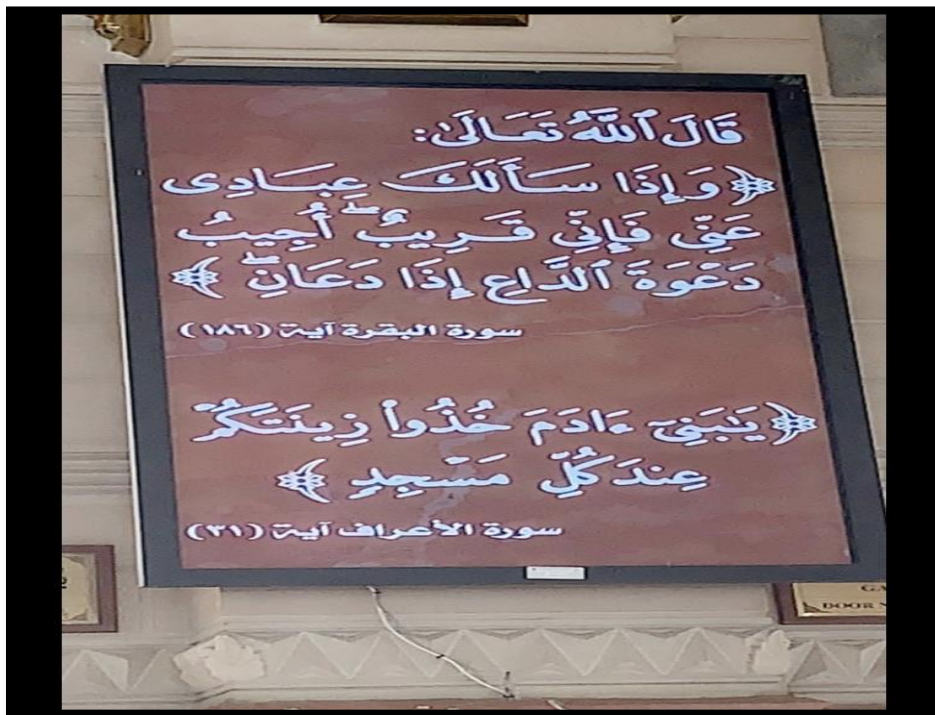 قَالَ ٱللَّهُ تَعَالَىٰ:
﴿وَإِذَا سَأَلَكَ عِبَادِى
عَنِّى فَإِنِّى قَرِيبٌ ۖ أُجِيبُ
دَعْوَةَ ٱلدَّاعِ إِذَا دَعَانِ ۖ ﴾
سورة البقرة آية (١٨٦)
﴿يَـٰبَنِىٓ ءَادَمَ خُذُوا۟ زِينَتَكُمْ
عِندَ كُلِّ مَسْجِدٍ ﴾
سورة الأعراف آية (٣١)
DOOR